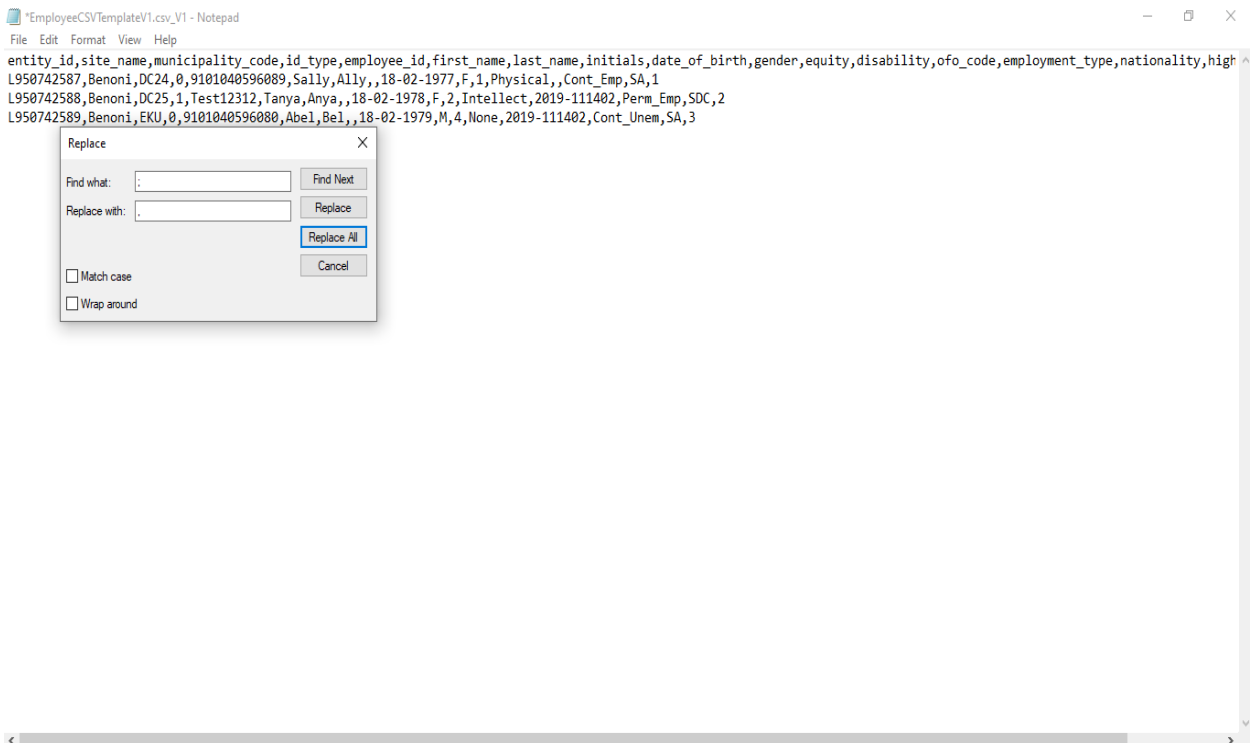 *EmployeeCSVTemplateV1.csv_V1 - Notepad
File Edit Format View Help
entity_id,site_name,municipality_code,id_type,employee_id,first_name,last_name,initials,date_of_birth,gender,equity,disability,ofo_code,employment_type,nationality,high
L950742587,Benoni,DC24,0,9101040596089,Sally,Ally,,18-02-1977,F,1,Physical,,Cont_Emp,SA,1
L950742588,Benoni,DC25,1,Test12312,Tanya,Anya,,18-02-1978,F,2,Intellect,2019-111402,Perm_Emp,SDC,2
L950742589,Benoni,EKU,0,9101040596080,Abel,Bel,,18-02-1979,M,4,None,2019-111402,Cont_Unem,SA,3
Replace
Find what: ; Find Next
Replace with: , Replace
Replace All
Match case Cancel
Wrap around